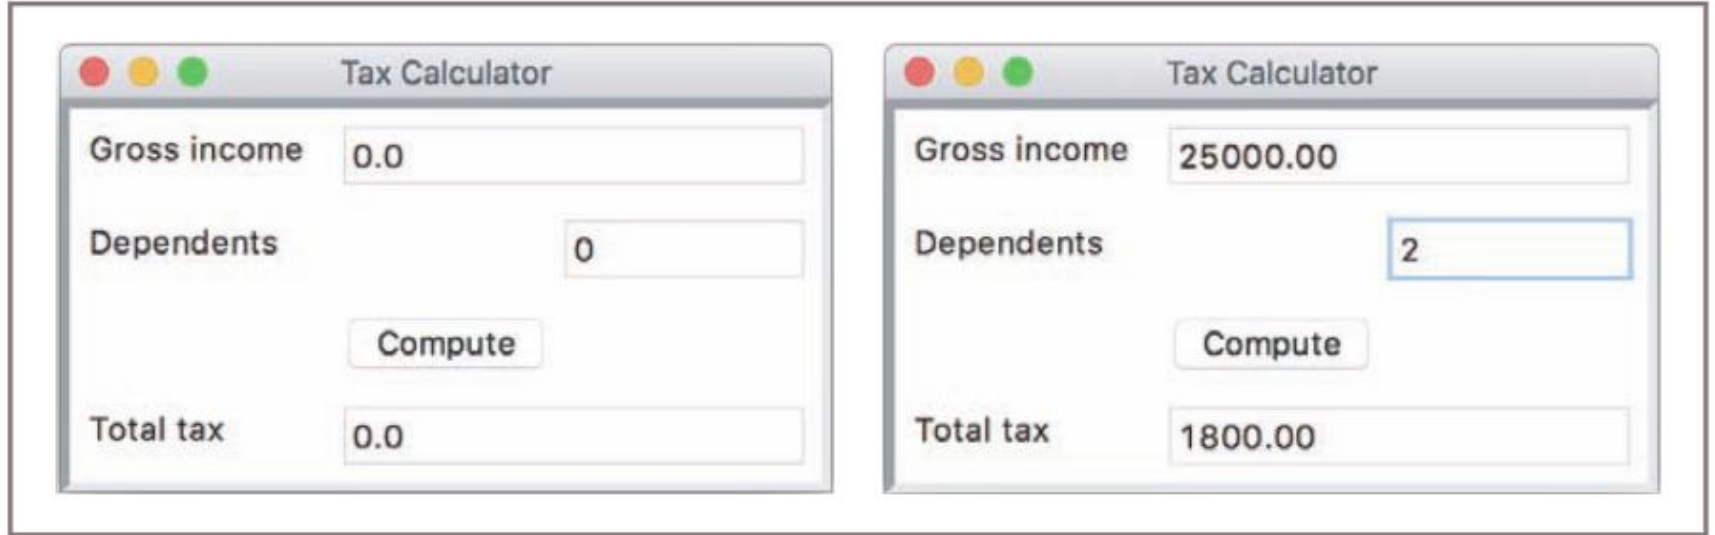 Tax Calculator
Gross income 0.0
Dependents 0
Compute
Total tax 0.0
Tax Calculator
Gross income 25000.00
Dependents 2
Compute
Total tax 1800.00